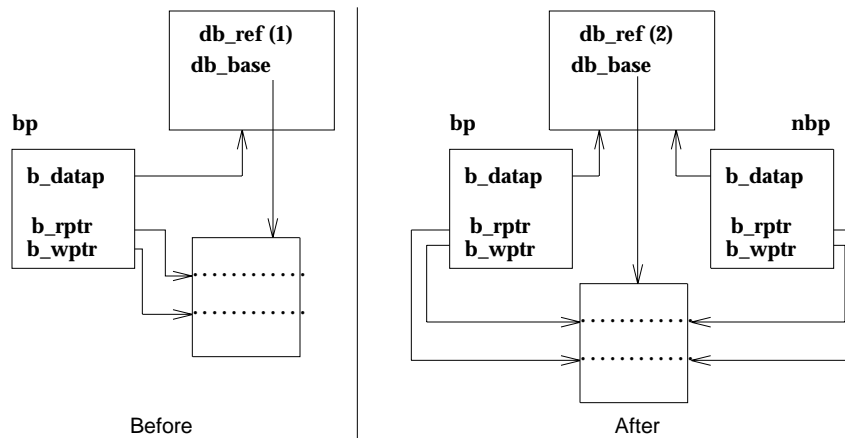 db_ref (1)
db_base
bp
b_datap
b_rptr
b_wptr
Before
db_ref (2)
db_base
bp
nbp
b_datap
b_datap
b_rptr
b_rptr
b_wptr
b_wptr
After